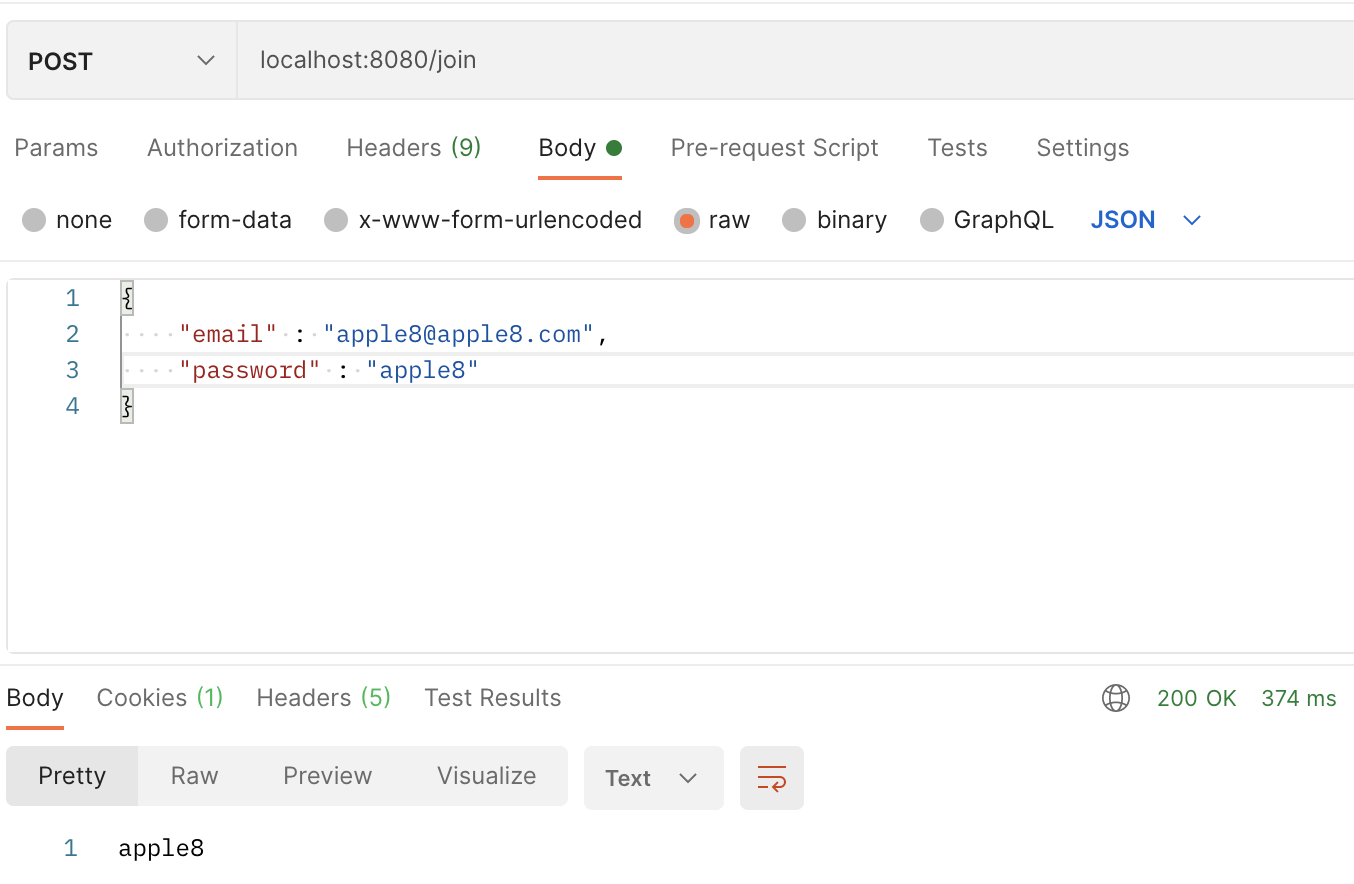 POST localhost:8080/join
Params Authorization Headers (9) Body Pre-request Script Tests Settings
none form-data x-www-form-urlencoded raw binary GraphQL JSON
1 {
2 "email" : "apple8@apple8.com",
3 "password" : "apple8"
4 }
Body Cookies (1) Headers (5) Test Results 200 OK 374 ms
Pretty Raw Preview Visualize Text
1 apple8